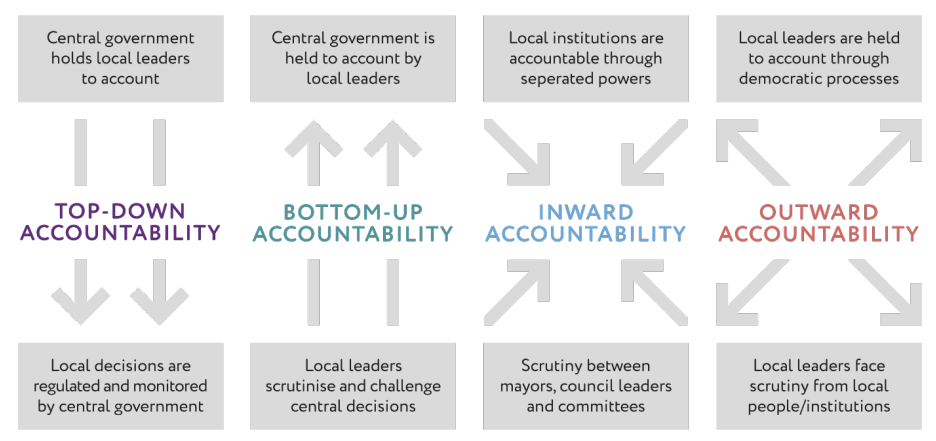 Central government
holds local leaders
to account
Central government is
held to account by
local leaders
Local institutions are
accountable through
seperated powers
Local leaders are held
to account through
democratic processes
TOP-DOWN
ACCOUNTABILITY
BOTTOM-UP
ACCOUNTABILITY
INWARD
ACCOUNTABILITY
OUTWARD
ACCOUNTABILITY
Local decisions are
regulated and monitored
by central government
Local leaders
scrutinise and challenge
central decisions
Scrutiny between
mayors, council leaders
and committees
Local leaders face
scrutiny from local
people/institutions